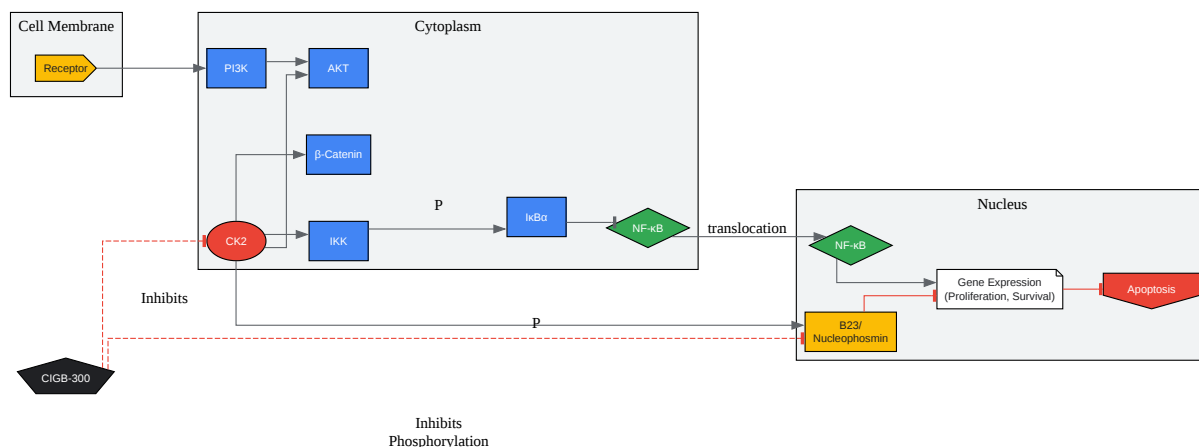 Cell Membrane
Receptor
Cytoplasm
PI3K
AKT
β-Catenin
P
IκBα
CK2
IKK
NF-κB
translocation
Nucleus
NF-κB
Gene Expression
(Proliferation, Survival)
Apoptosis
Inhibits
P
B23/
Nucleophosmin
CIGB-300
Inhibits
Phosphorylation